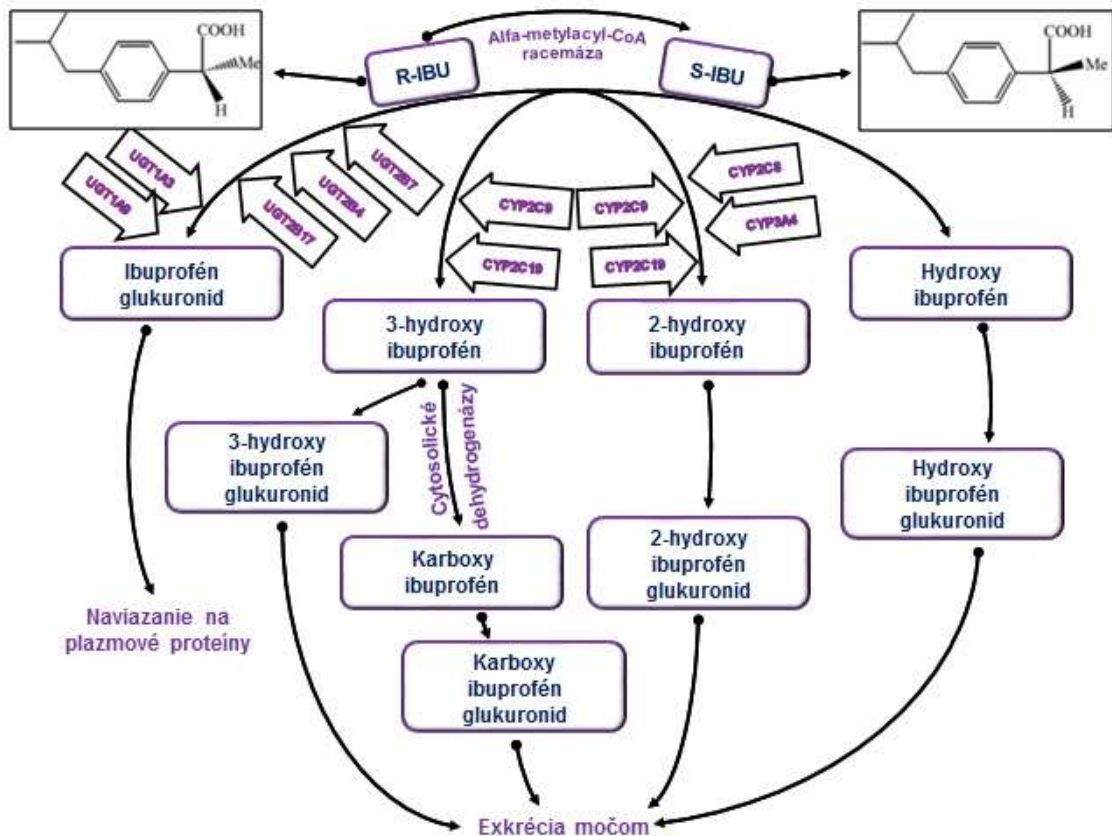 COOH
Me
H
Alfa-metylacyl-CoA
racemáza
R-IBU
S-IBU
COOH
Me
H
UGT1A3
UGT1A9
UGT2B7
UGT2B4
UGT2B17
CYP2C9
CYP2C9
CYP2C8
CYP3A4
CYP2C19
CYP2C19
Ibuprofén
glukuronid
3-hydroxy
ibuprofén
2-hydroxy
ibuprofén
Hydroxy
ibuprofén
Cytosolické
dehydrogenázy
3-hydroxy
ibuprofén
glukuronid
Karboxy
ibuprofén
2-hydroxy
ibuprofén
glukuronid
Hydroxy
ibuprofén
glukuronid
Naviazanie na
plazmové proteíny
Karboxy
ibuprofén
glukuronid
Exkrécia močom